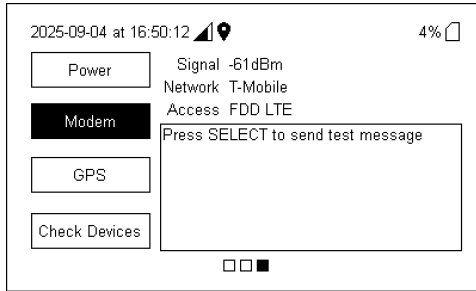 2025-09-04 at 16:50:12 4%
Power
Signal -61dBm
Network T-Mobile
Modem
Access FDD LTE
Press SELECT to send test message
GPS
Check Devices